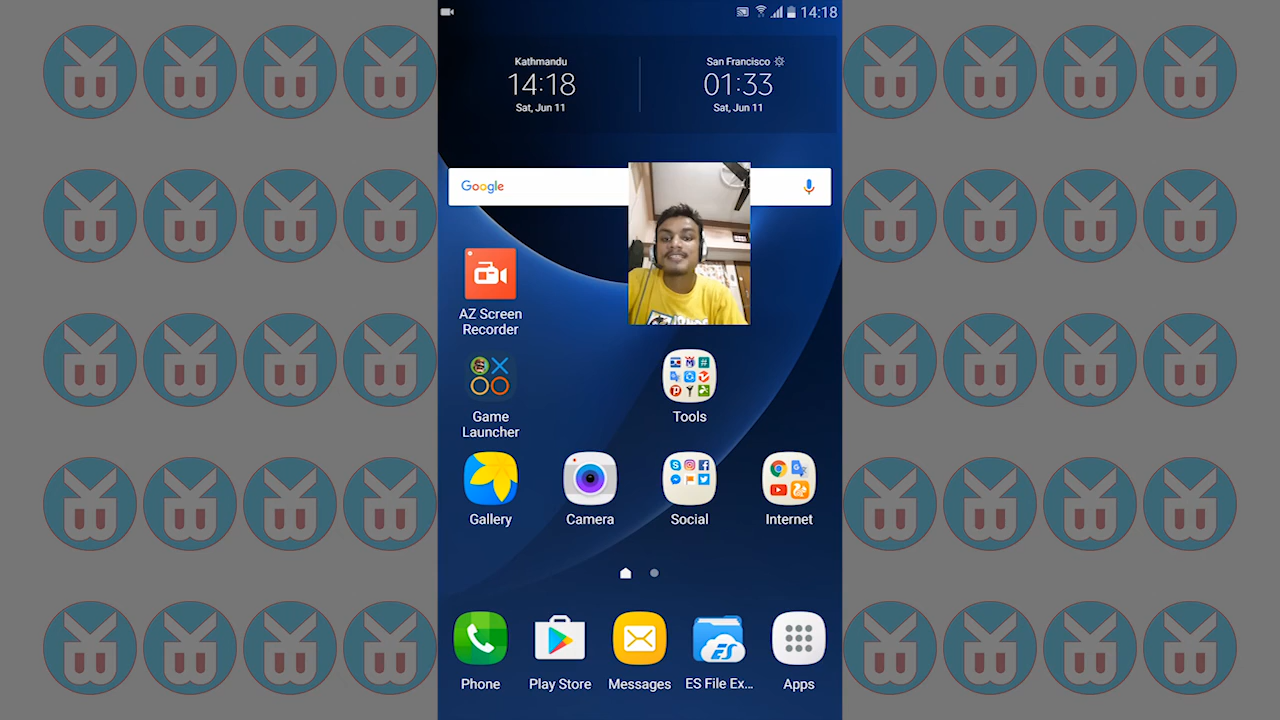 14:18
Kathmandu
14:18
Sat, Jun 11
San Francisco
01:33
Sat, Jun 11
Google
AZ Screen
Recorder
Game
Launcher
Tools
Gallery
Camera
Social
Internet
ES
Phone
Play Store
Messages
ES File Ex...
Apps